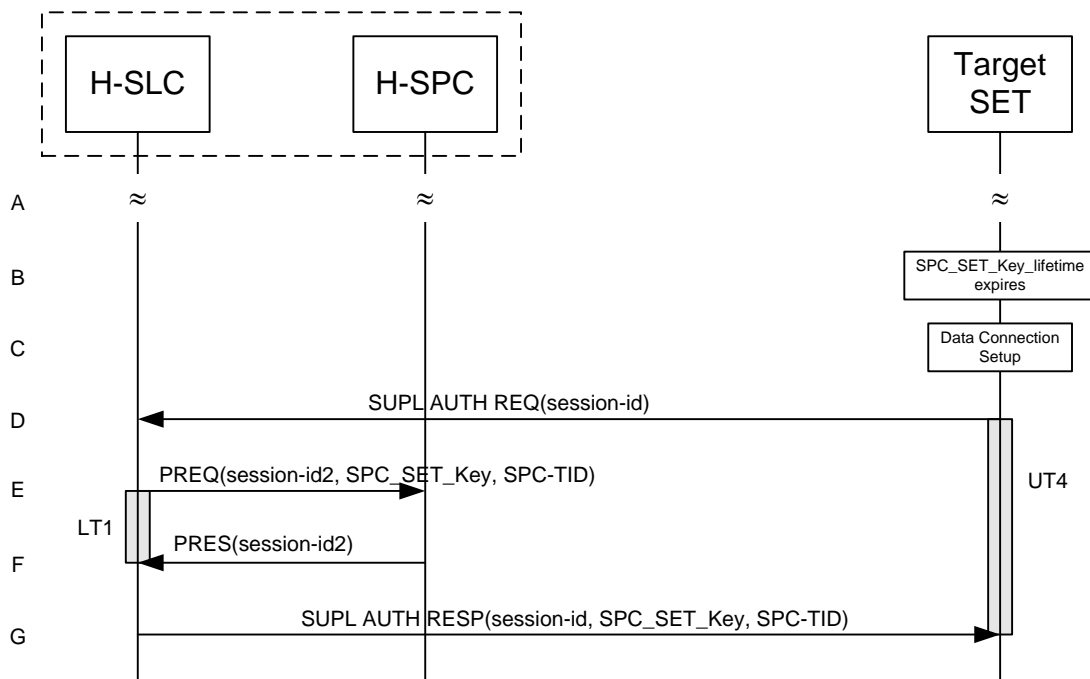 H-SLC
H-SPC
Target
SET
A
≈
≈
≈
B
SPC_SET_Key_lifetime
expires
C
Data Connection
Setup
D
SUPL AUTH REQ(session-id)
E
PREQ(session-id2, SPC_SET_Key, SPC-TID)
UT4
LT1
PRES(session-id2)
F
SUPL AUTH RESP(session-id, SPC_SET_Key, SPC-TID)
G